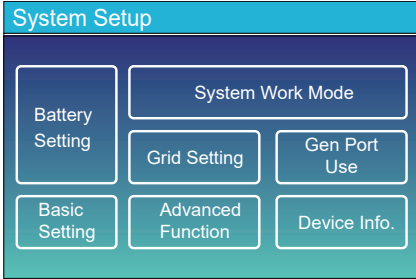 System Setup
Battery
Setting
System Work Mode
Grid Setting
Gen Port
Use
Basic
Setting
Advanced
Function
Device Info.